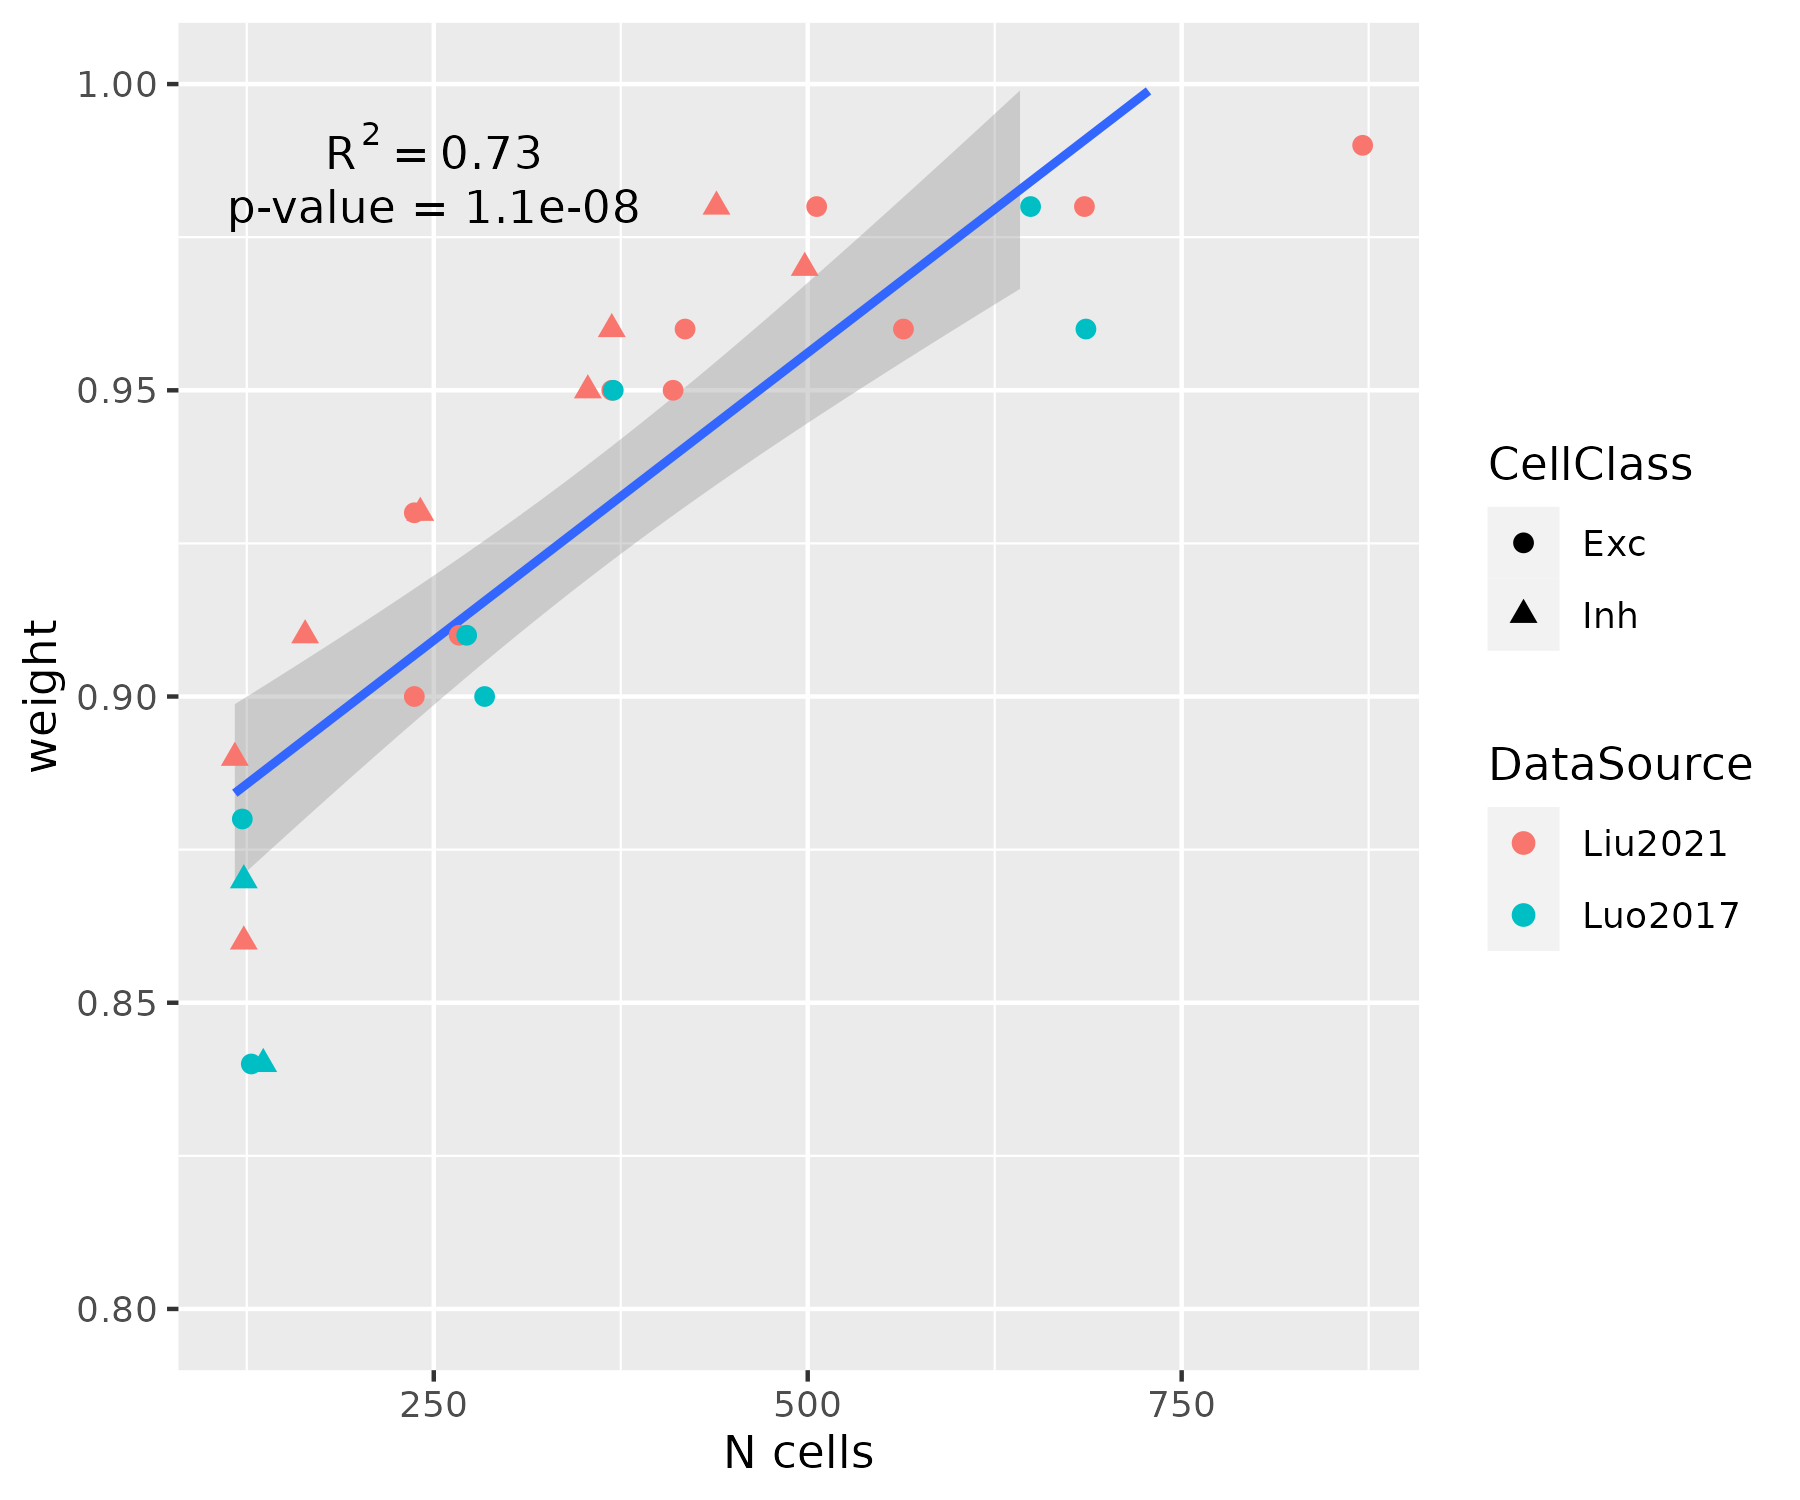 R² = 0.73
p-value = 1.1e-08
1.00
0.95
0.90
0.85
0.80
weight
250
500
750
N cells
CellClass
Exc
Inh
DataSource
Liu2021
Luo2017